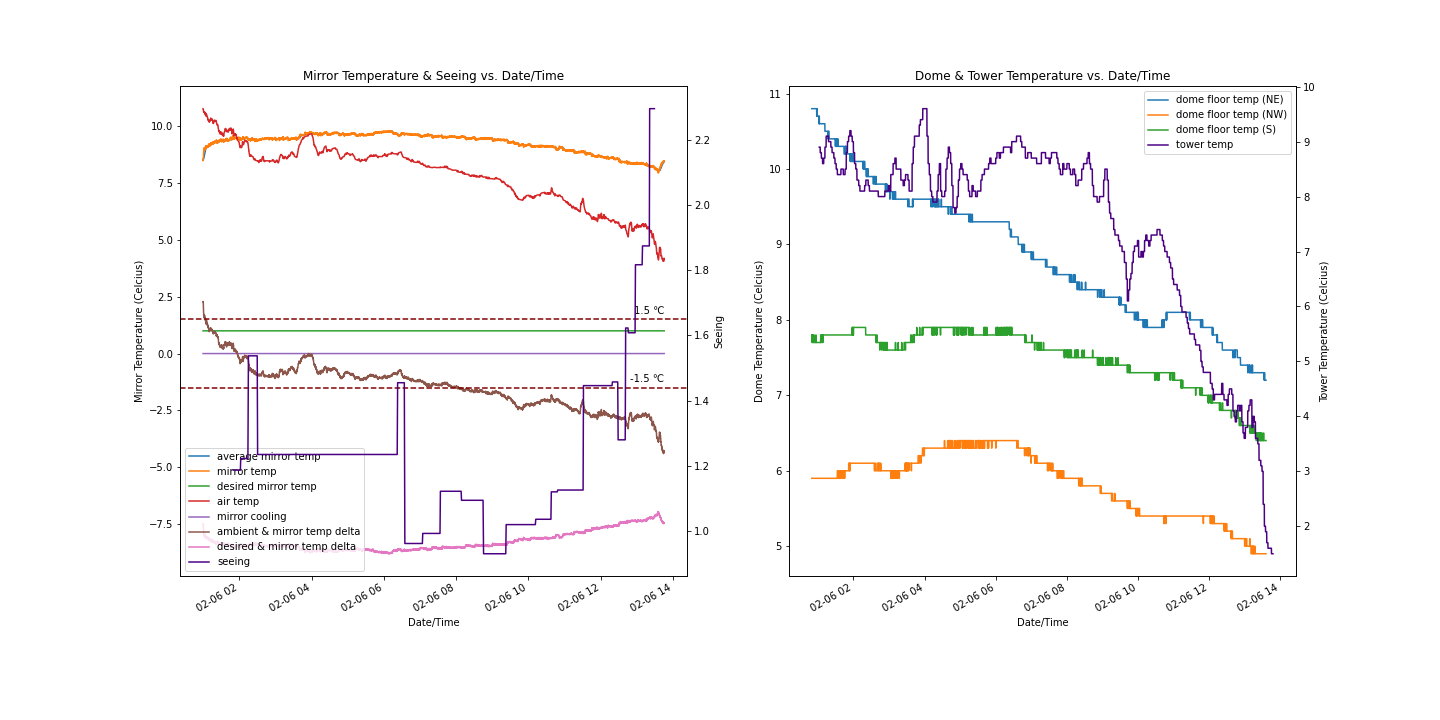 Mirror Temperature & Seeing vs. Date/Time
Mirror Temperature (Celcius)
10.0
7.5
5.0
2.5
0.0
−2.5
−5.0
−7.5
1.5 °C
-1.5 °C
average mirror temp
mirror temp
desired mirror temp
air temp
mirror cooling
ambient & mirror temp delta
desired & mirror temp delta
seeing
2.2
2.0
1.8
1.6
1.4
1.2
1.0
Seeing
02-06 02
02-06 04
02-06 06
02-06 08
02-06 10
02-06 12
02-06 14
Date/Time
Dome & Tower Temperature vs. Date/Time
Dome Temperature (Celcius)
11
10
9
8
7
6
5
dome floor temp (NE)
dome floor temp (NW)
dome floor temp (S)
tower temp
10
9
8
7
6
5
4
3
2
Tower Temperature (Celcius)
02-06 02
02-06 04
02-06 06
02-06 08
02-06 10
02-06 12
02-06 14
Date/Time